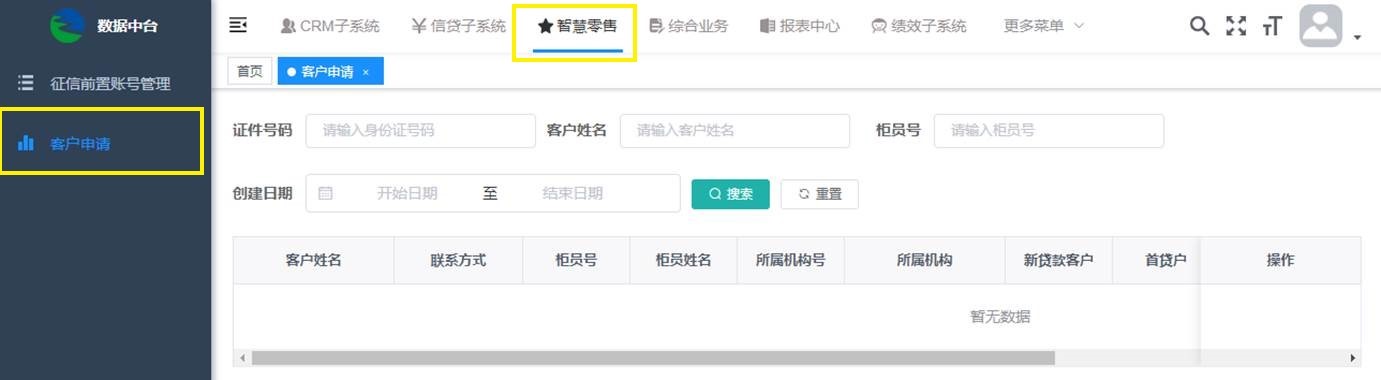 数据中台
CRM子系统 信贷子系统 智慧零售 综合业务 报表中心 绩效子系统 更多菜单
首页 客户申请 ×
征信前置账号管理
客户申请
证件号码 请输入身份证号码 客户姓名 请输入客户姓名 柜员号 请输入柜员号
创建日期 开始日期 至 结束日期 搜索 重置
客户姓名 联系方式 柜员号 柜员姓名 所属机构号 所属机构 新贷款客户 首贷户 操作
暂无数据